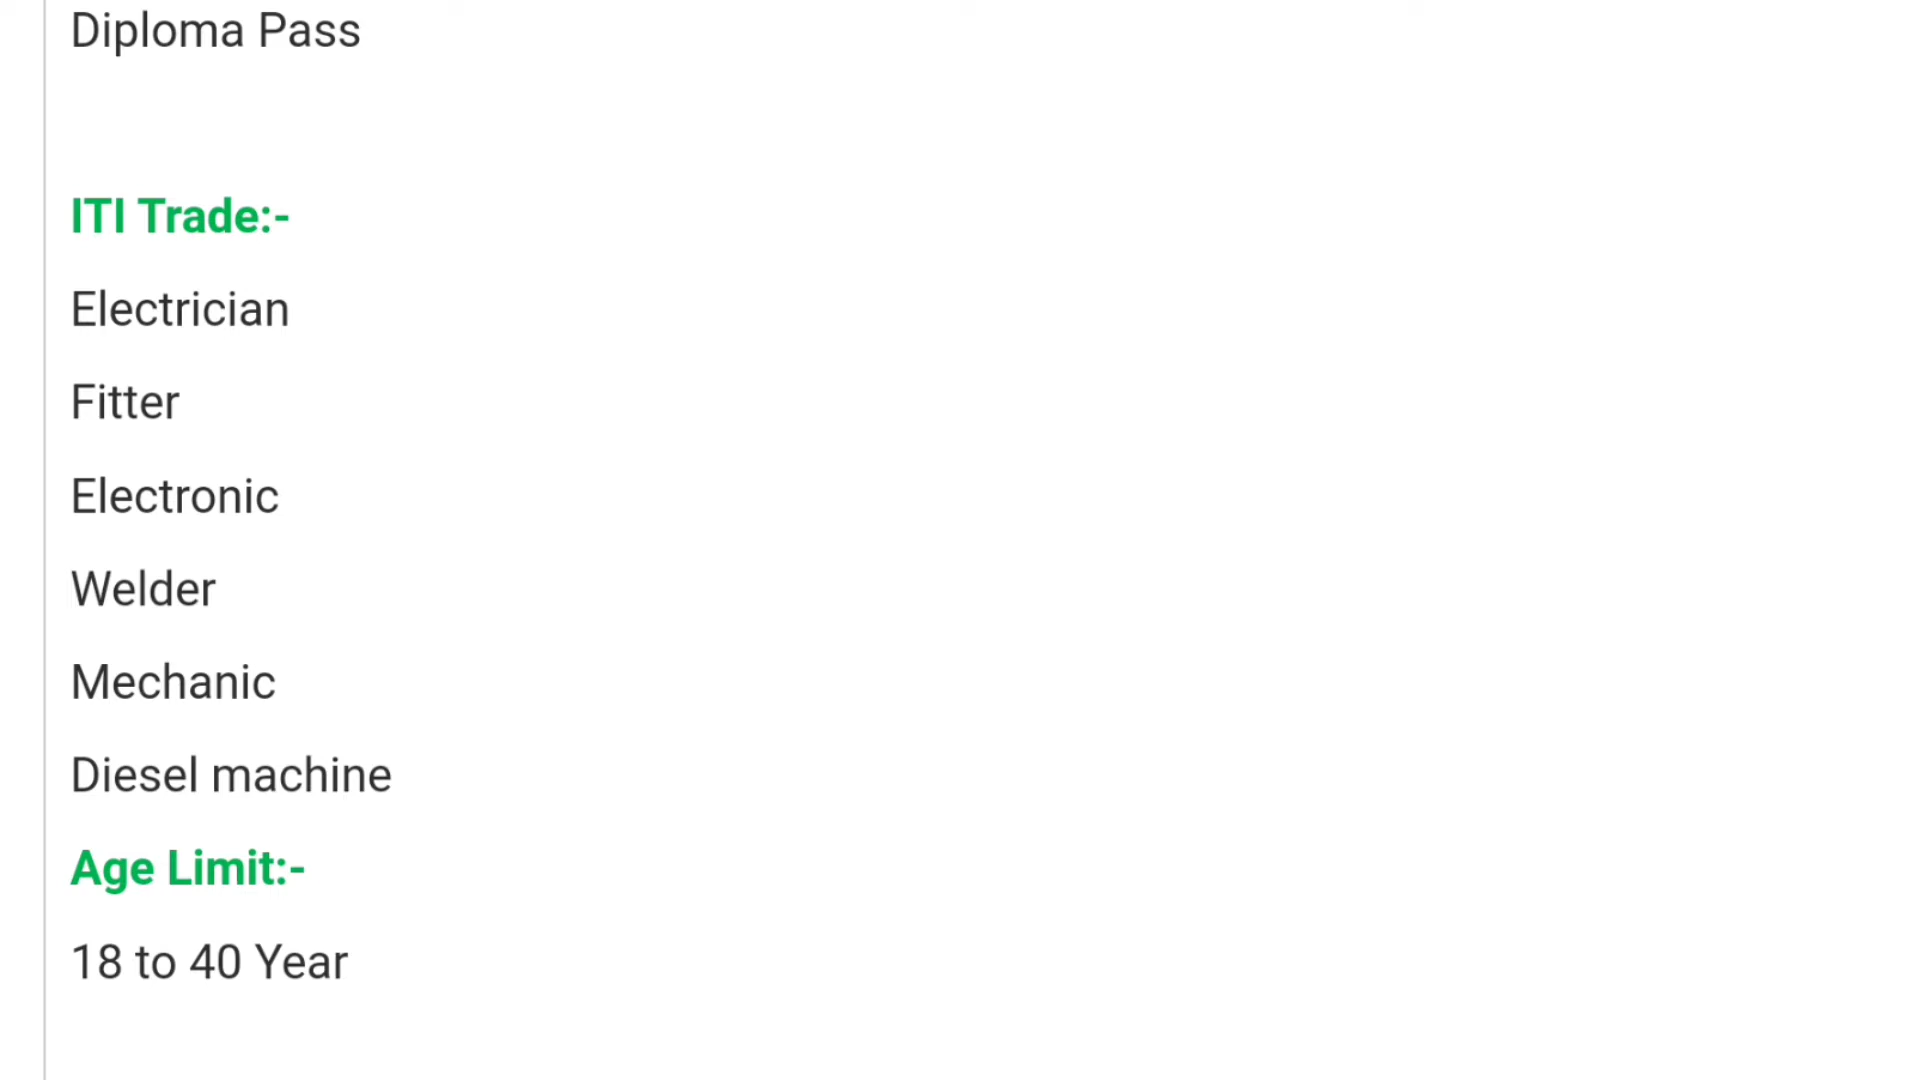 Diploma Pass
ITI Trade:-
Electrician
Fitter
Electronic
Welder
Mechanic
Diesel machine
Age Limit:-
18 to 40 Year